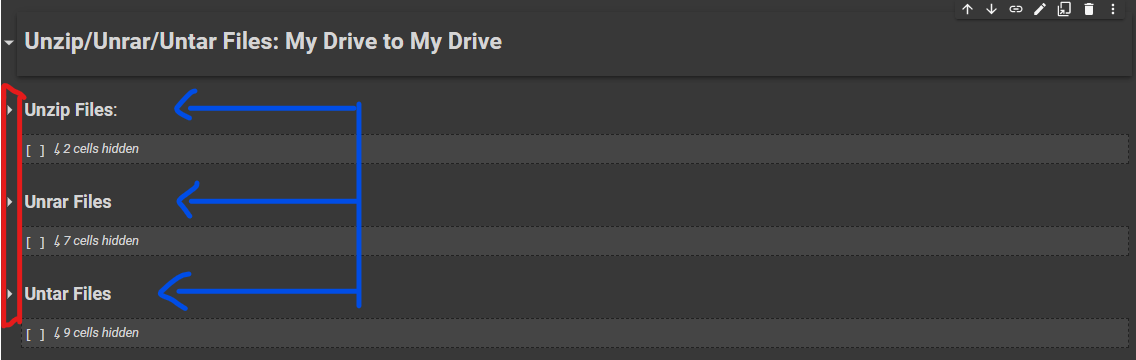 Unzip/Unrar/Untar Files: My Drive to My Drive
Unzip Files:
[ ] ↳ 2 cells hidden
Unrar Files
[ ] ↳ 7 cells hidden
Untar Files
[ ] ↳ 9 cells hidden